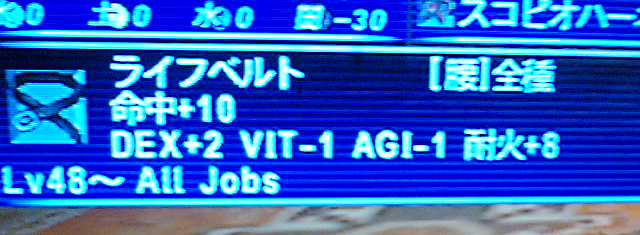 0 土0 水0 闇-30 スコピオハー
ライフベルト [腰]全種
命中+10
DEX+2 VIT-1 AGI-1 耐火+8
Lv48～ All Jobs